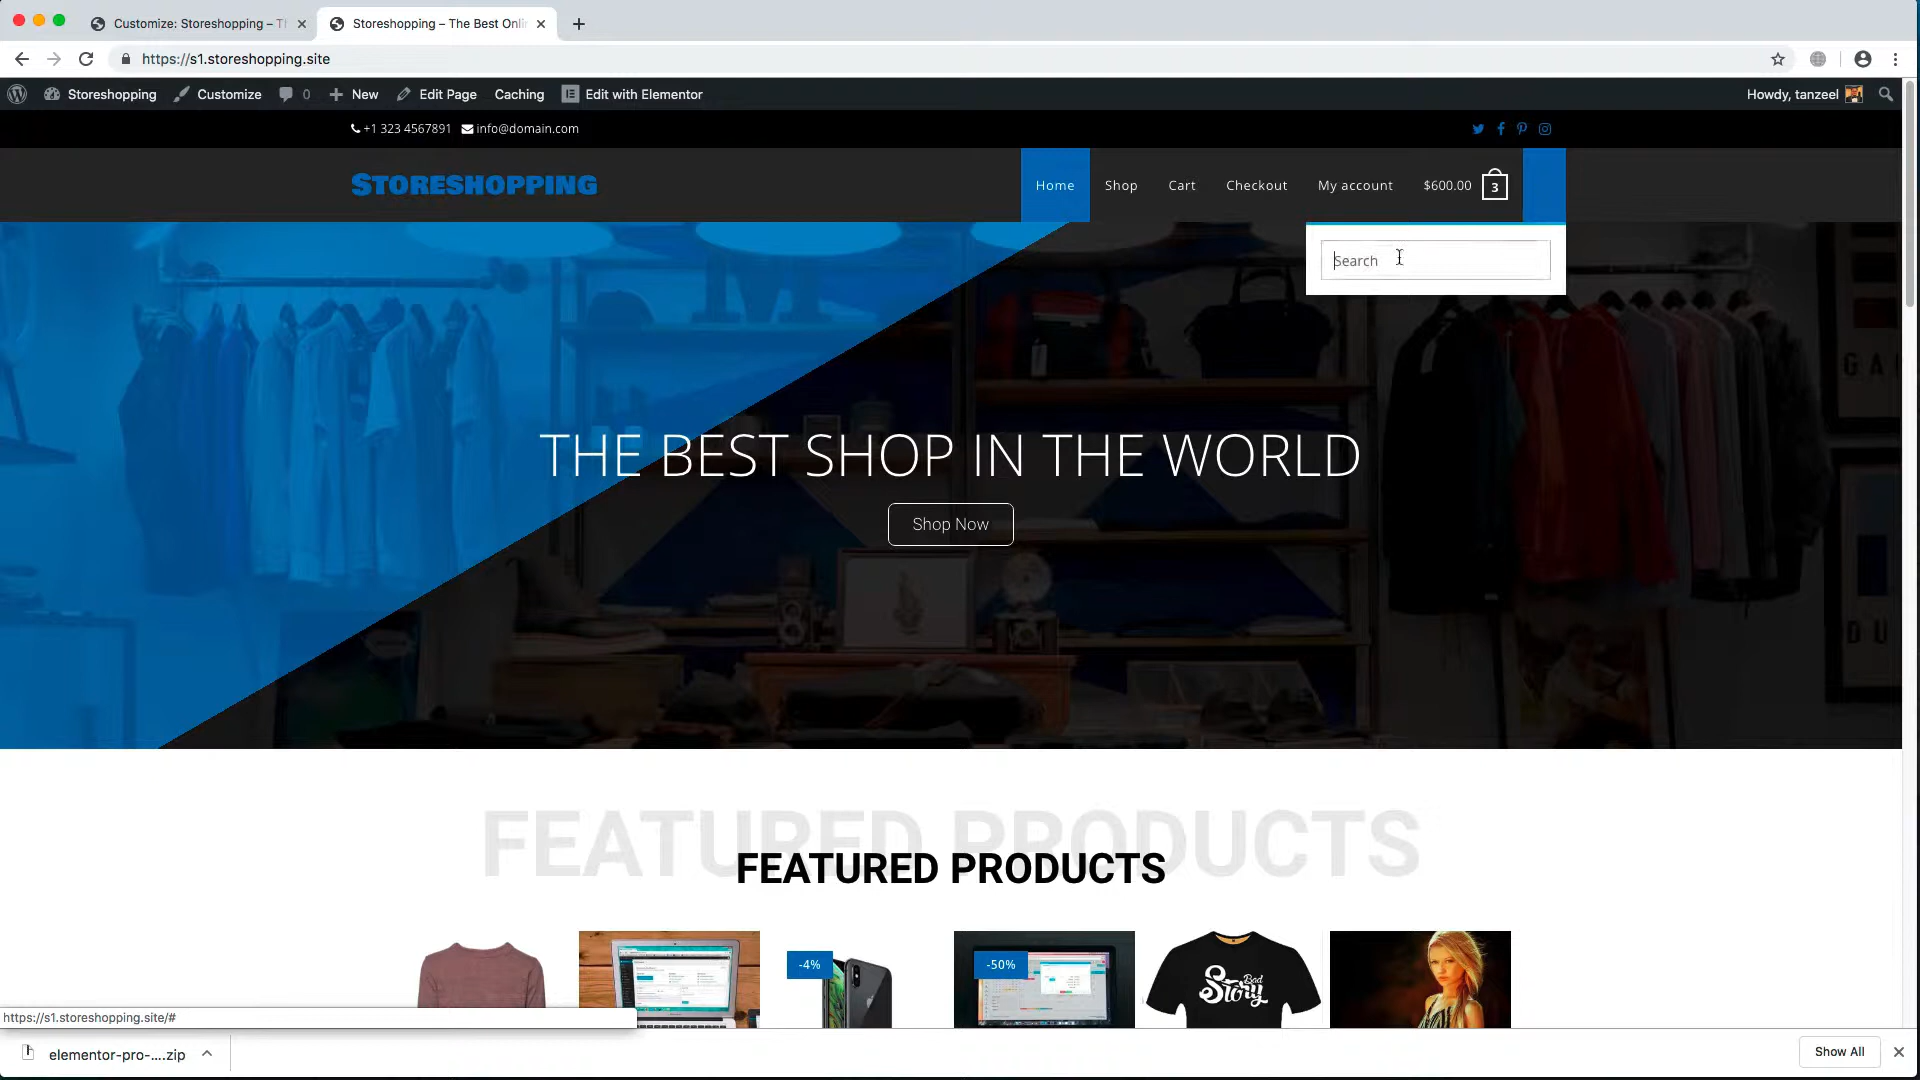 Customize: Storeshopping – Th
Storeshopping – The Best Onli
https://s1.storeshopping.site
Storeshopping
Customize
0
New
Edit Page
Caching
Edit with Elementor
Howdy, tanzeel
+1 323 4567891
info@domain.com
STORESHOPPING
Home
Shop
Cart
Checkout
My account
$600.00
3
Search
THE BEST SHOP IN THE WORLD
Shop Now
FEATURED PRODUCTS
FEATURED PRODUCTS
-4%
-50%
Bad
Story
https://s1.storeshopping.site/#
elementor-pro-....zip
Show All